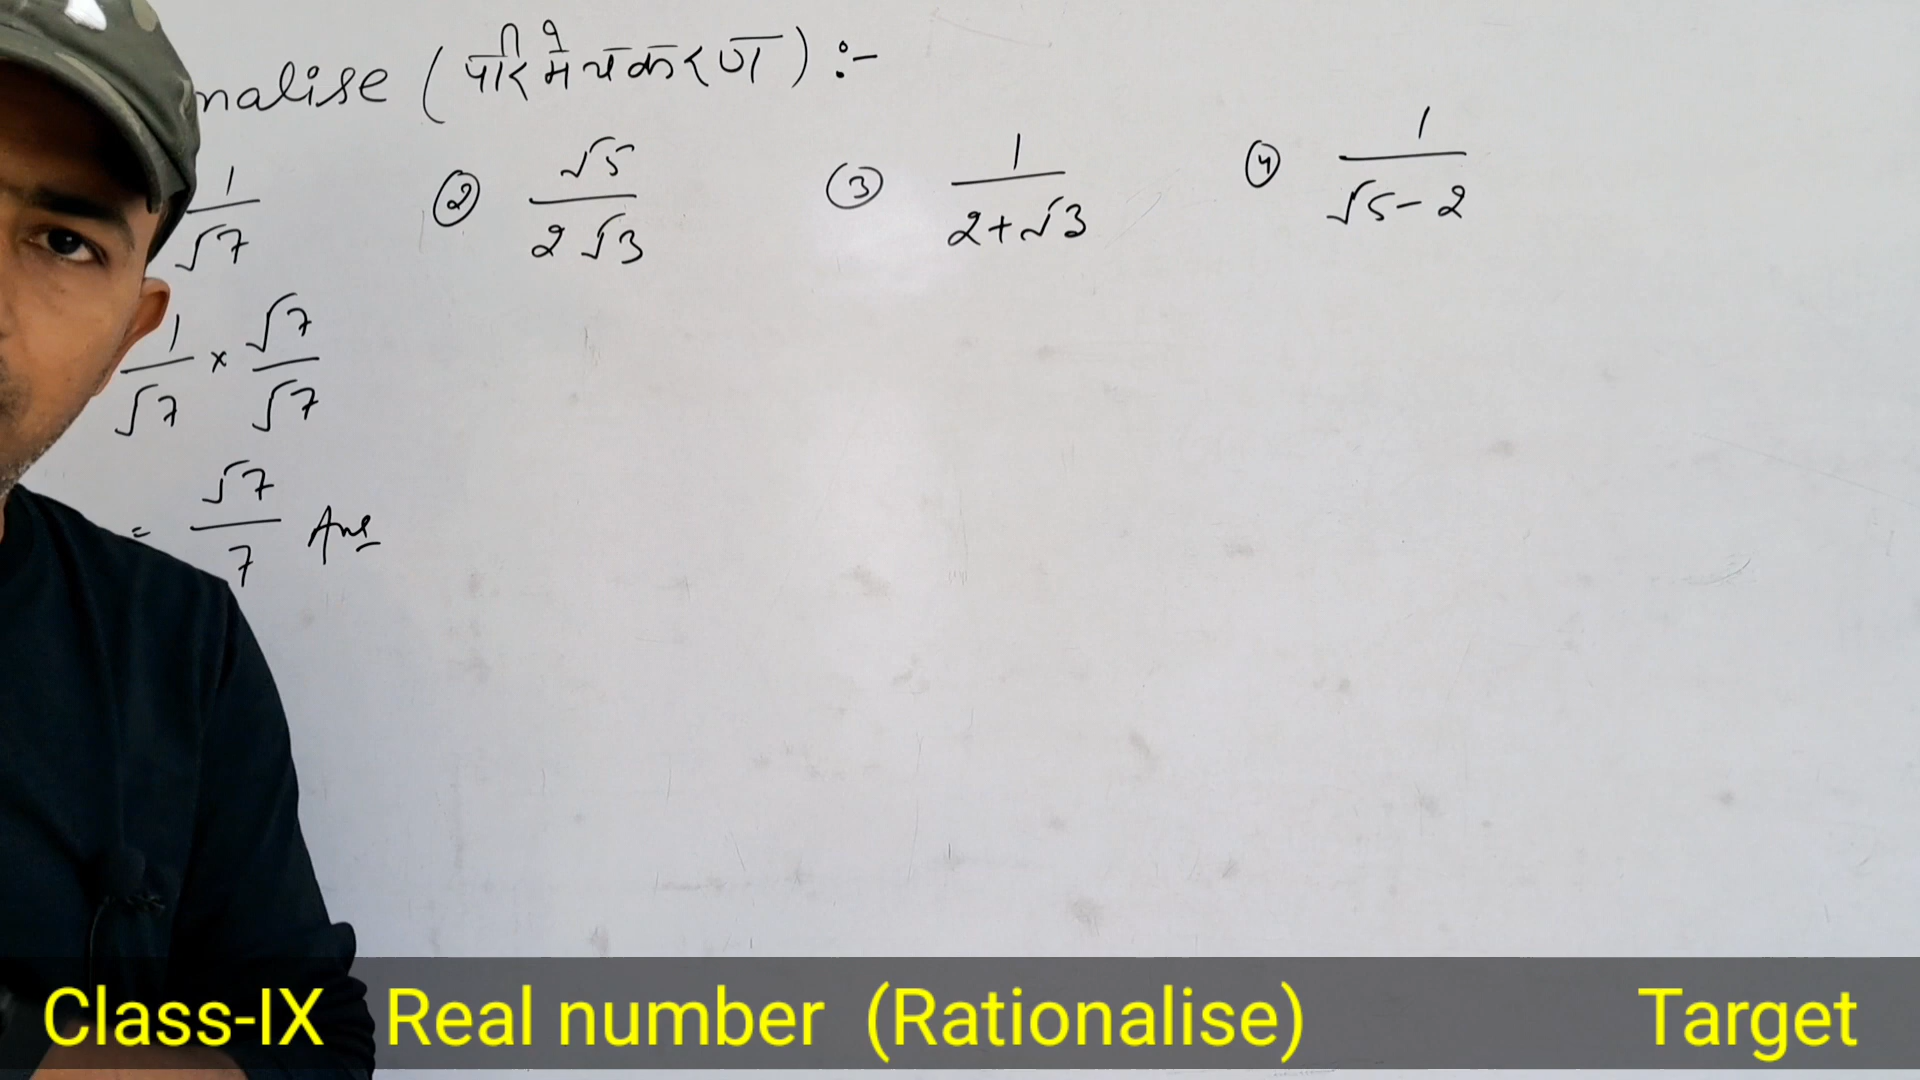 nalise (परिमेयकरण) :-
1/√7 ② √5/2√3 ③ 1/2+√3 ④ 1/√5-2
1/√7 × √7/√7
= √7/7 Ans
Class-IX Real number (Rationalise) Target